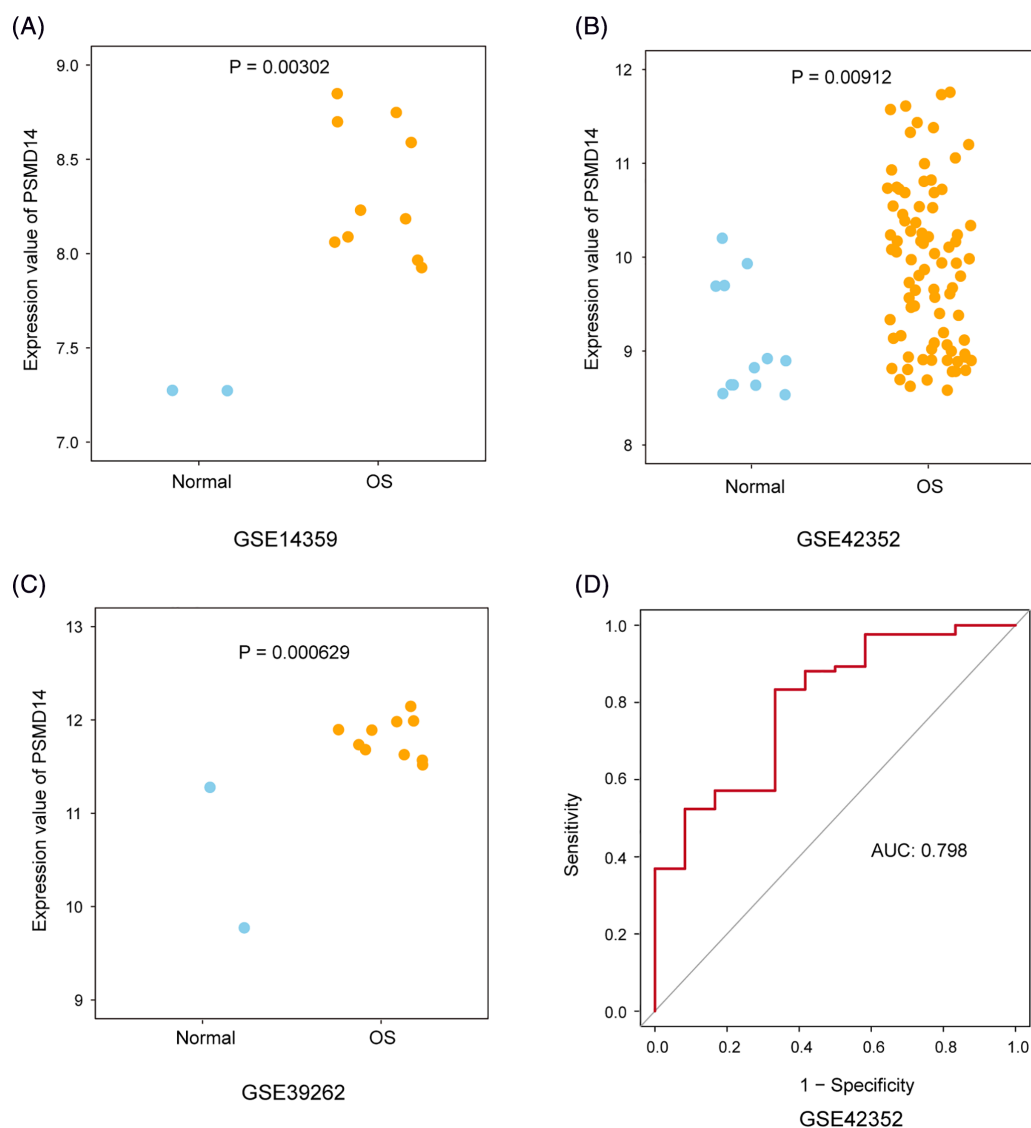 (A)
P = 0.00302
Expression value of PSMD14
9.0
8.5
8.0
7.5
7.0
Normal OS
GSE14359
(B)
P = 0.00912
Expression value of PSMD14
12
11
10
9
8
Normal OS
GSE42352
(C)
P = 0.000629
Expression value of PSMD14
13
12
11
10
9
Normal OS
GSE39262
(D)
Sensitivity
1.0
0.8
0.6
0.4
0.2
0.0
AUC: 0.798
0.0 0.2 0.4 0.6 0.8 1.0
1 − Specificity
GSE42352